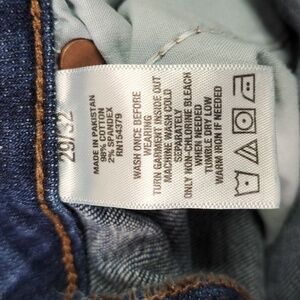 29/32
MADE IN PAKISTAN
98% COTTON
2% SPANDEX
RN154379
WASH ONCE BEFORE
WEARING
TURN GARMENT INSIDE OUT
MACHINE WASH COLD
SEPARATELY
ONLY NON-CHLORINE BLEACH
WHEN NEEDED
TUMBLE DRY LOW
WARM IRON IF NEEDED